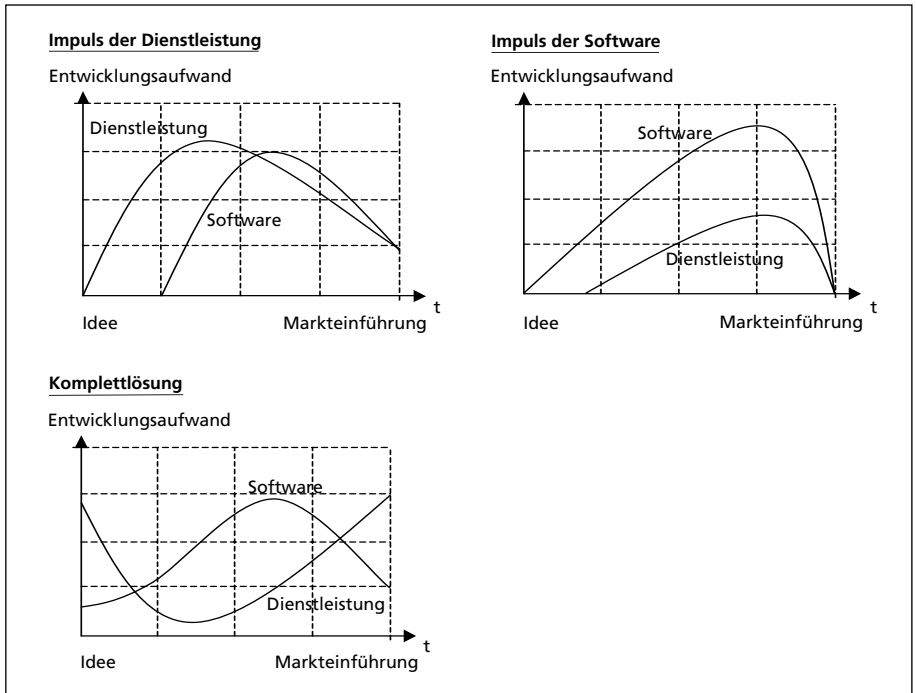 Impuls der Dienstleistung
Entwicklungsaufwand
Dienstleistung
Software
t
Idee
Markteinführung
Impuls der Software
Entwicklungsaufwand
Software
Dienstleistung
t
Idee
Markteinführung
Komplettlösung
Entwicklungsaufwand
Software
Dienstleistung
t
Idee
Markteinführung